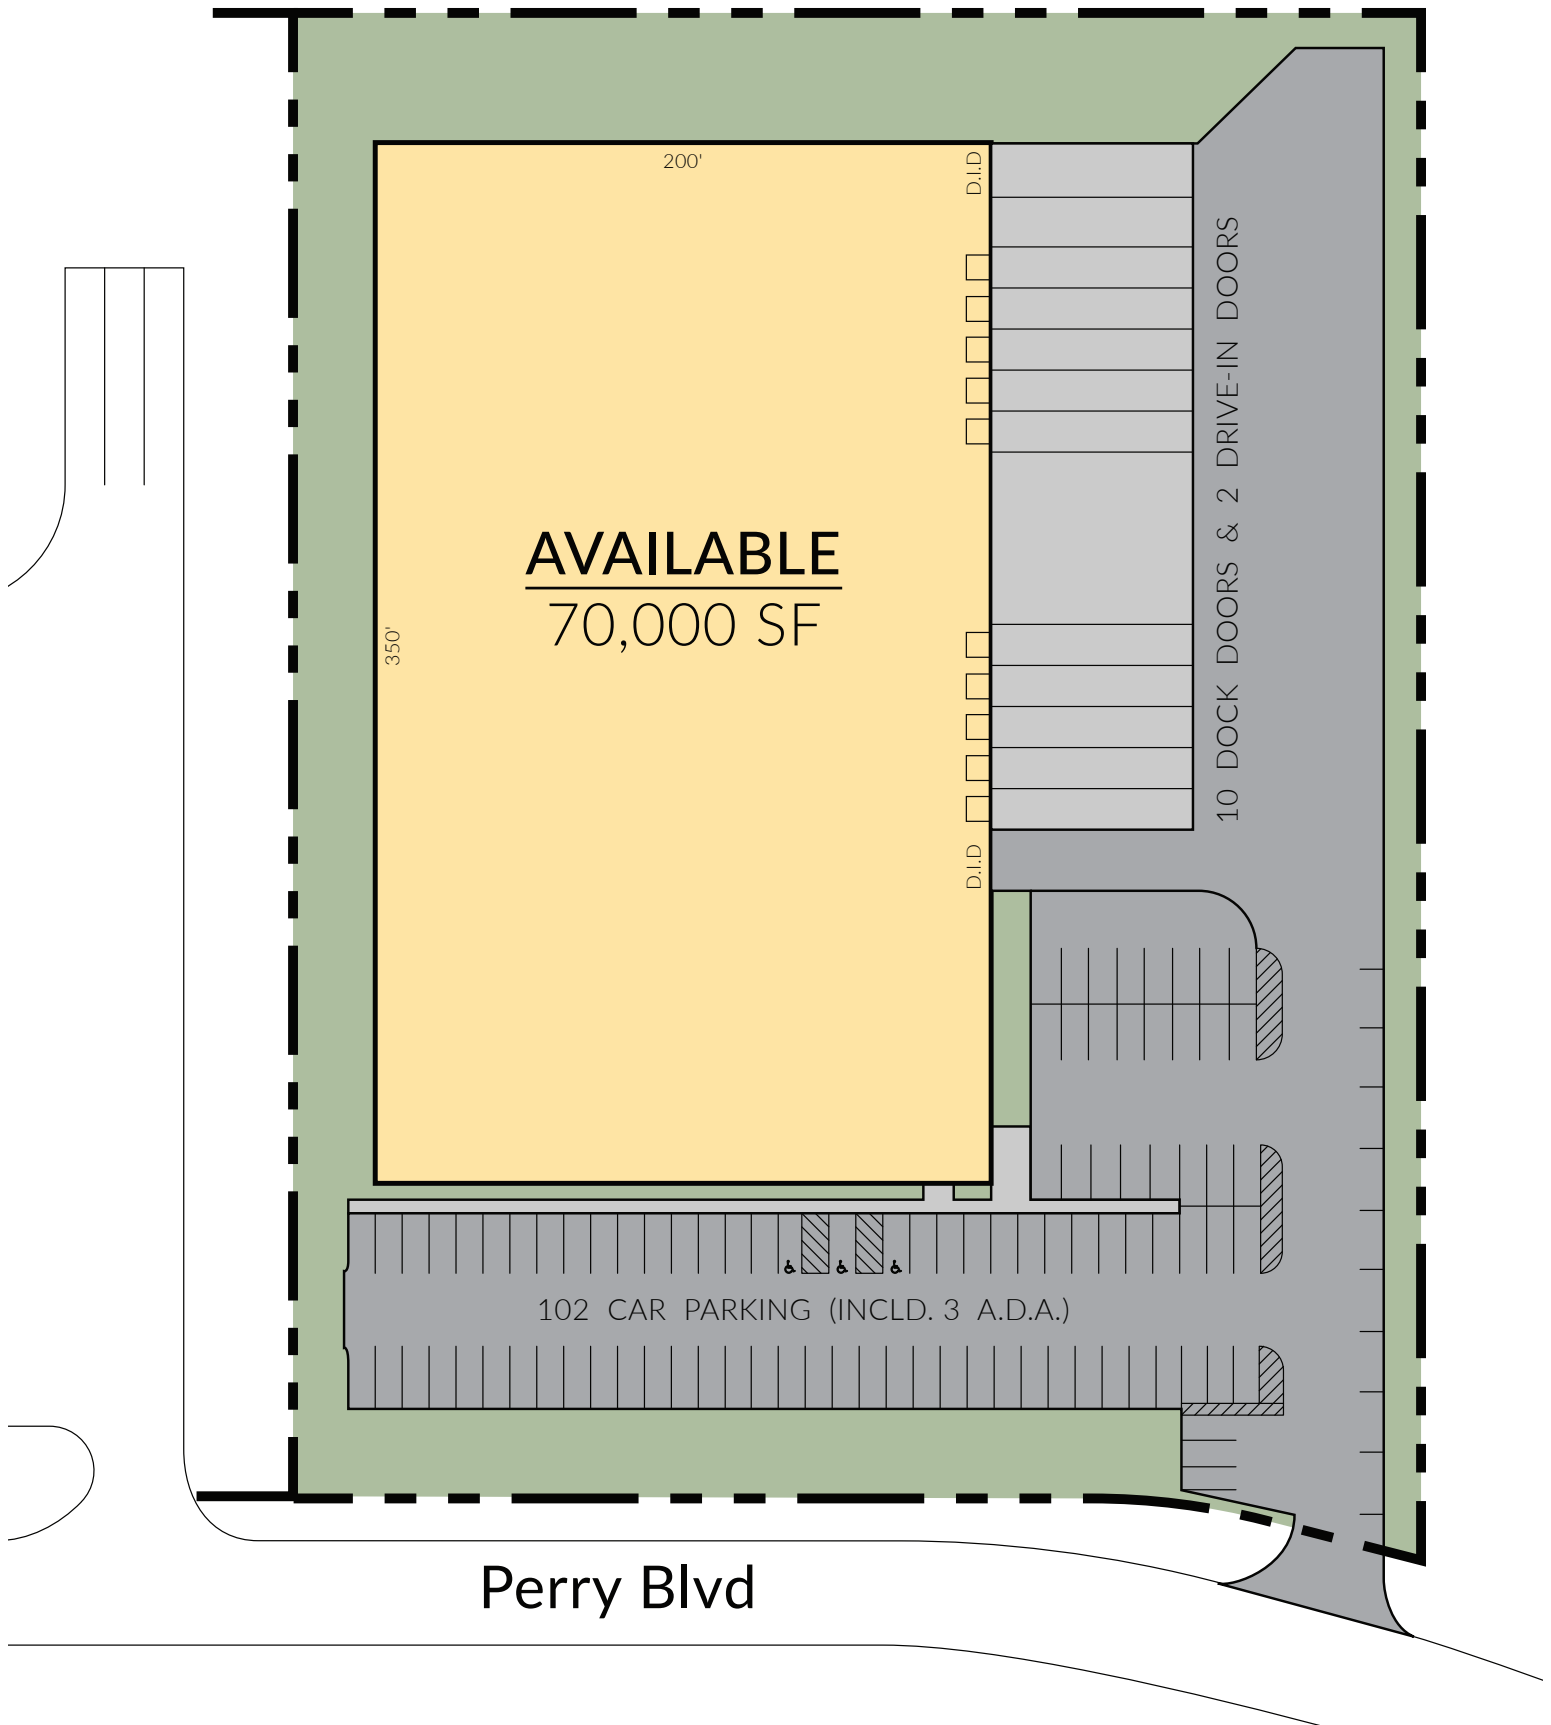 200'
D.I.D
10 DOCK DOORS & 2 DRIVE-IN DOORS
AVAILABLE
70,000 SF
350'
D.I.D
102 CAR PARKING (INCLD. 3 A.D.A.)
Perry Blvd